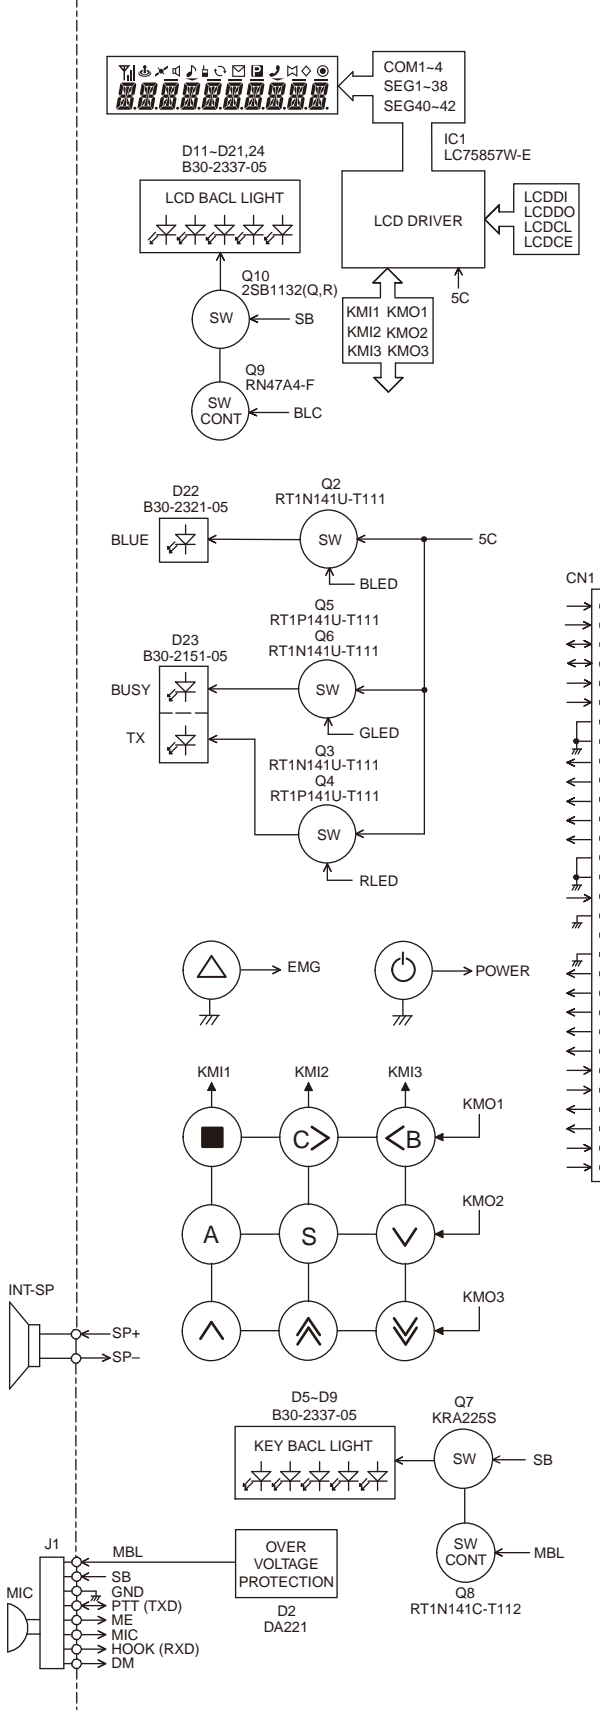 COM1~4
SEG1~38
SEG40~42
IC1
LC75857W-E
D11~D21,24
B30-2337-05
LCD BACL LIGHT
LCD DRIVER
LCDDI
LCDDO
LCDCL
LCDCE
Q10
2SB1132(Q,R)
SW
SB
5C
KMI1 KMO1
KMI2 KMO2
KMI3 KMO3
Q9
RN47A4-F
SW
CONT
BLC
D22
B30-2321-05
BLUE
Q2
RT1N141U-T111
SW
5C
BLED
CN1
Q5
RT1P141U-T111
Q6
RT1N141U-T111
D23
B30-2151-05
BUSY
SW
GLED
TX
Q3
RT1N141U-T111
Q4
RT1P141U-T111
SW
RLED
EMG
POWER
KMI1
KMI2
KMI3
KMO1
C>
<B
KMO2
A
S
KMO3
INT-SP
SP+
SP–
D5~D9
B30-2337-05
KEY BACL LIGHT
Q7
KRA225S
SW
SB
SW
CONT
MBL
Q8
RT1N141C-T112
OVER
VOLTAGE
PROTECTION
D2
DA221
J1
MIC
MBL
SB
GND
PTT (TXD)
ME
MIC
HOOK (RXD)
DM